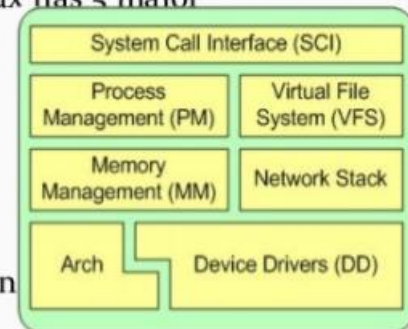 System Call Interface (SCI)
Process
Management (PM)
Virtual File
System (VFS)
Memory
Management (MM)
Network Stack
Arch
Device Drivers (DD)